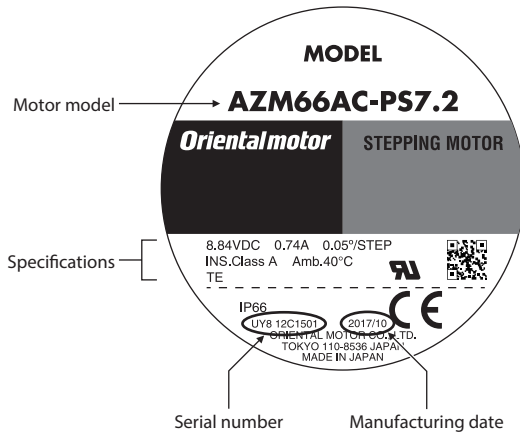 MODEL
Motor model
AZM66AC-PS7.2
Orientalmotor
STEPPING MOTOR
Specifications
8.84VDC 0.74A 0.05°/STEP
INS.Class A Amb.40°C
TE
IP66
UY8 12C1501 2017/10
ORIENTAL MOTOR CO., LTD.
TOKYO 110-8536 JAPAN
MADE IN JAPAN
Serial number
Manufacturing date